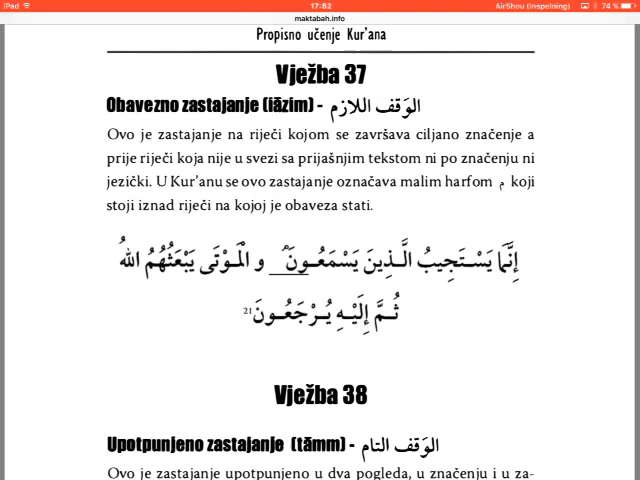 iPad 17:52 AirShou (Inspelning) 74 %
maktabah.info
Propisno učenje Kur'ana
Vježba 37
Obavezno zastajanje (iāzim) - الوَقف اللازم
Ovo je zastajanje na riječi kojom se završava ciljano značenje a
prije riječi koja nije u svezi sa prijašnjim tekstom ni po značenju ni
jezički. U Kur'anu se ovo zastajanje označava malim harfom م koji
stoji iznad riječi na kojoj je obaveza stati.
إِنَّمَا يَسْتَجِيبُ الَّذِينَ يَسْمَعُونَ ۘ و الْمَوْتَى يَبْعَثُهُمُ اللهُ
ثُمَّ إِلَيْهِ يُرْجَعُونَ 21
Vježba 38
Upotpunjeno zastajanje (tāmm) - الوَقف التام
Ovo je zastajanje upotpunjeno u dva pogleda, u značenju i u za-